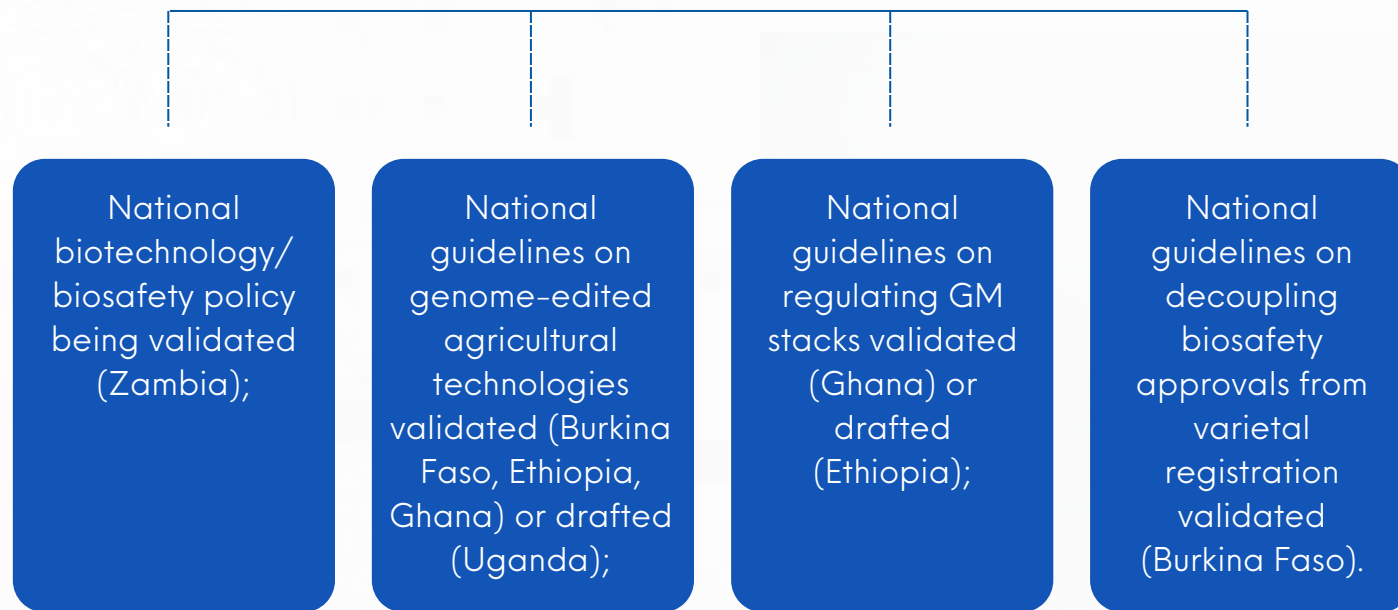 National
biotechnology/
biosafety policy
being validated
(Zambia);
National
guidelines on
genome-edited
agricultural
technologies
validated (Burkina
Faso, Ethiopia,
Ghana) or drafted
(Uganda);
National
guidelines on
regulating GM
stacks validated
(Ghana) or
drafted
(Ethiopia);
National
guidelines on
decoupling
biosafety
approvals from
varietal
registration
validated
(Burkina Faso).